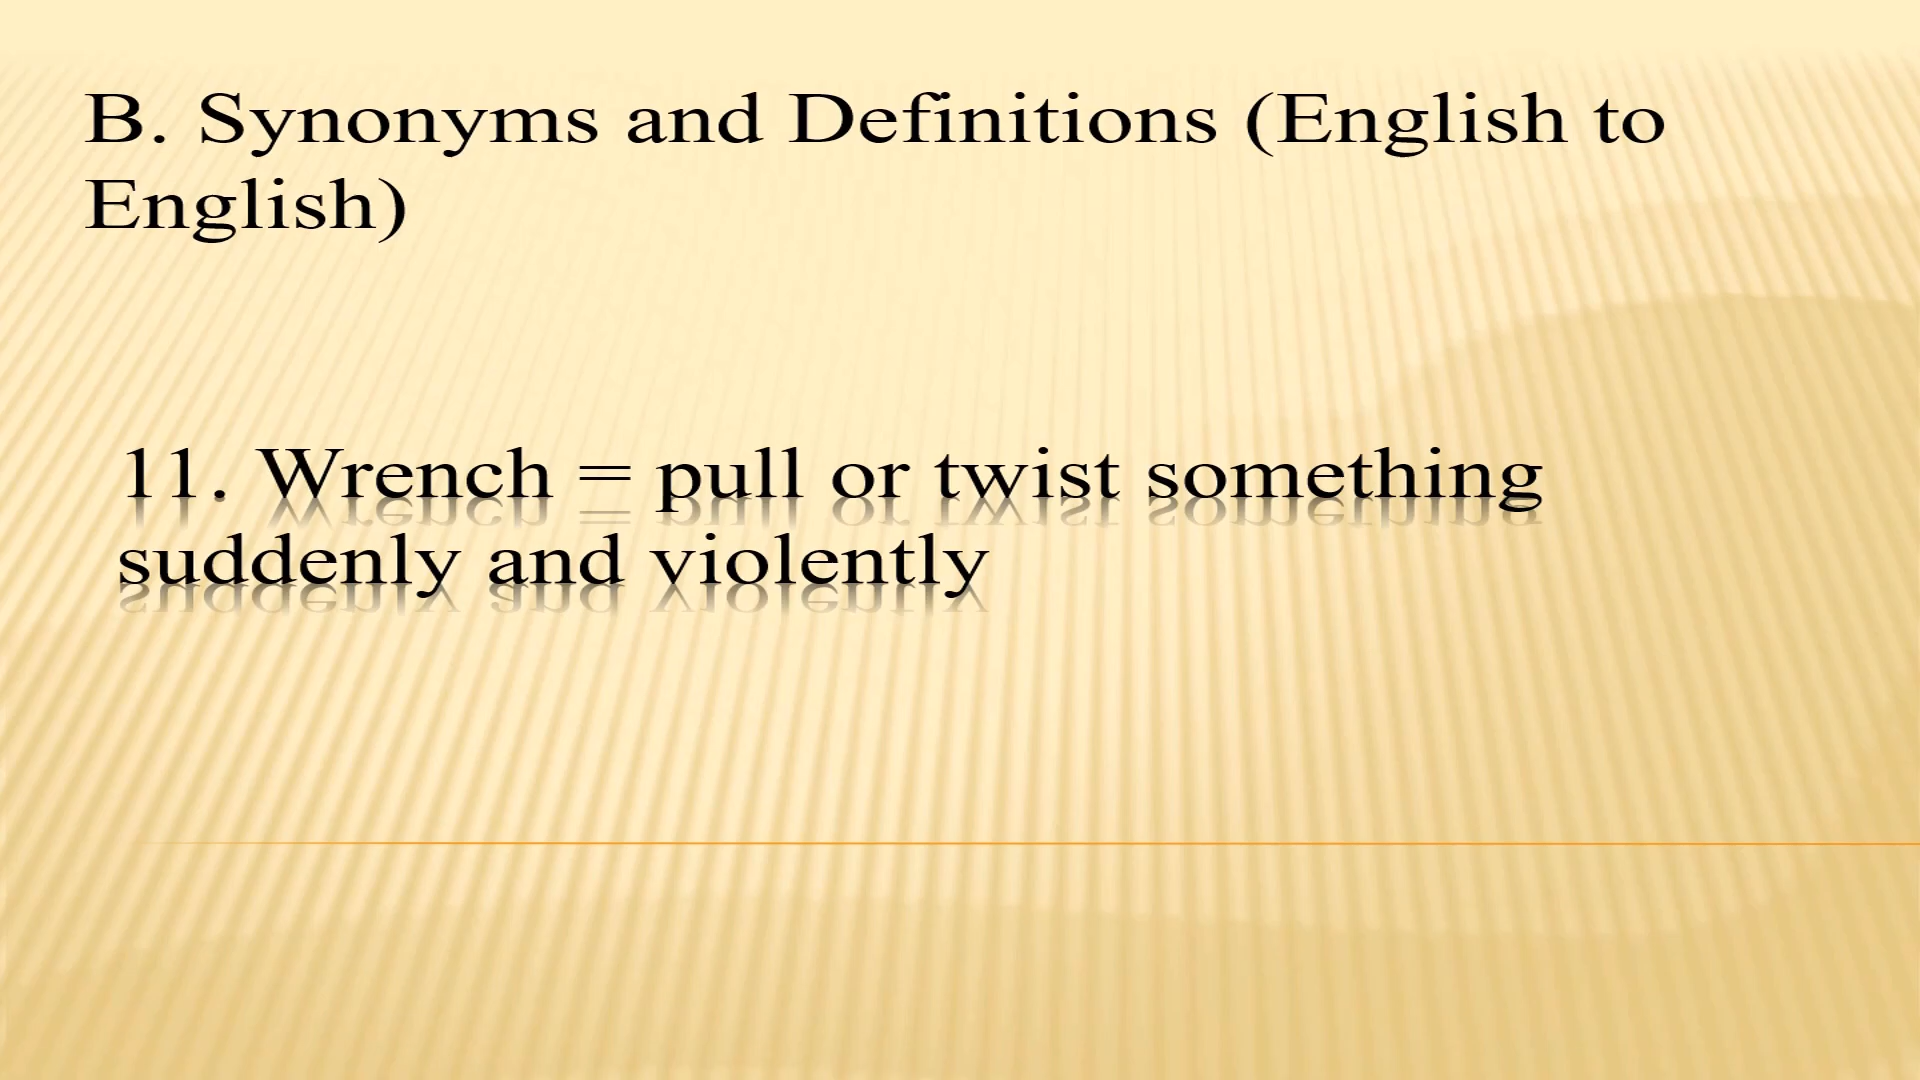 B. Synonyms and Definitions (English to
English)
11. Wrench = pull or twist something
suddenly and violently